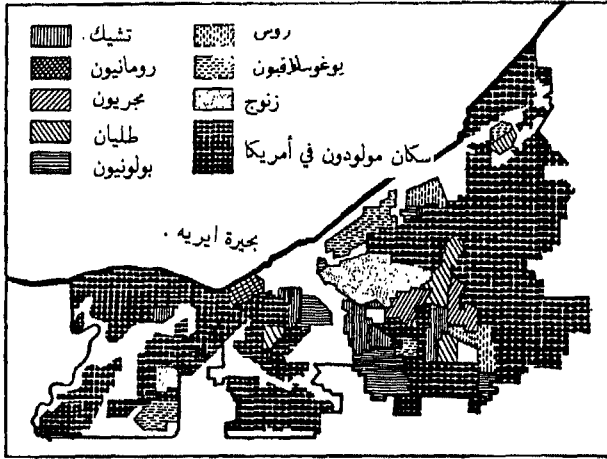 تشيك .
رومانيون
مجريون
طليان
بولونيون
روس
يوغوسلافيون
زنوج
سكان مولودون في أمريكا
بحيرة ايريه .